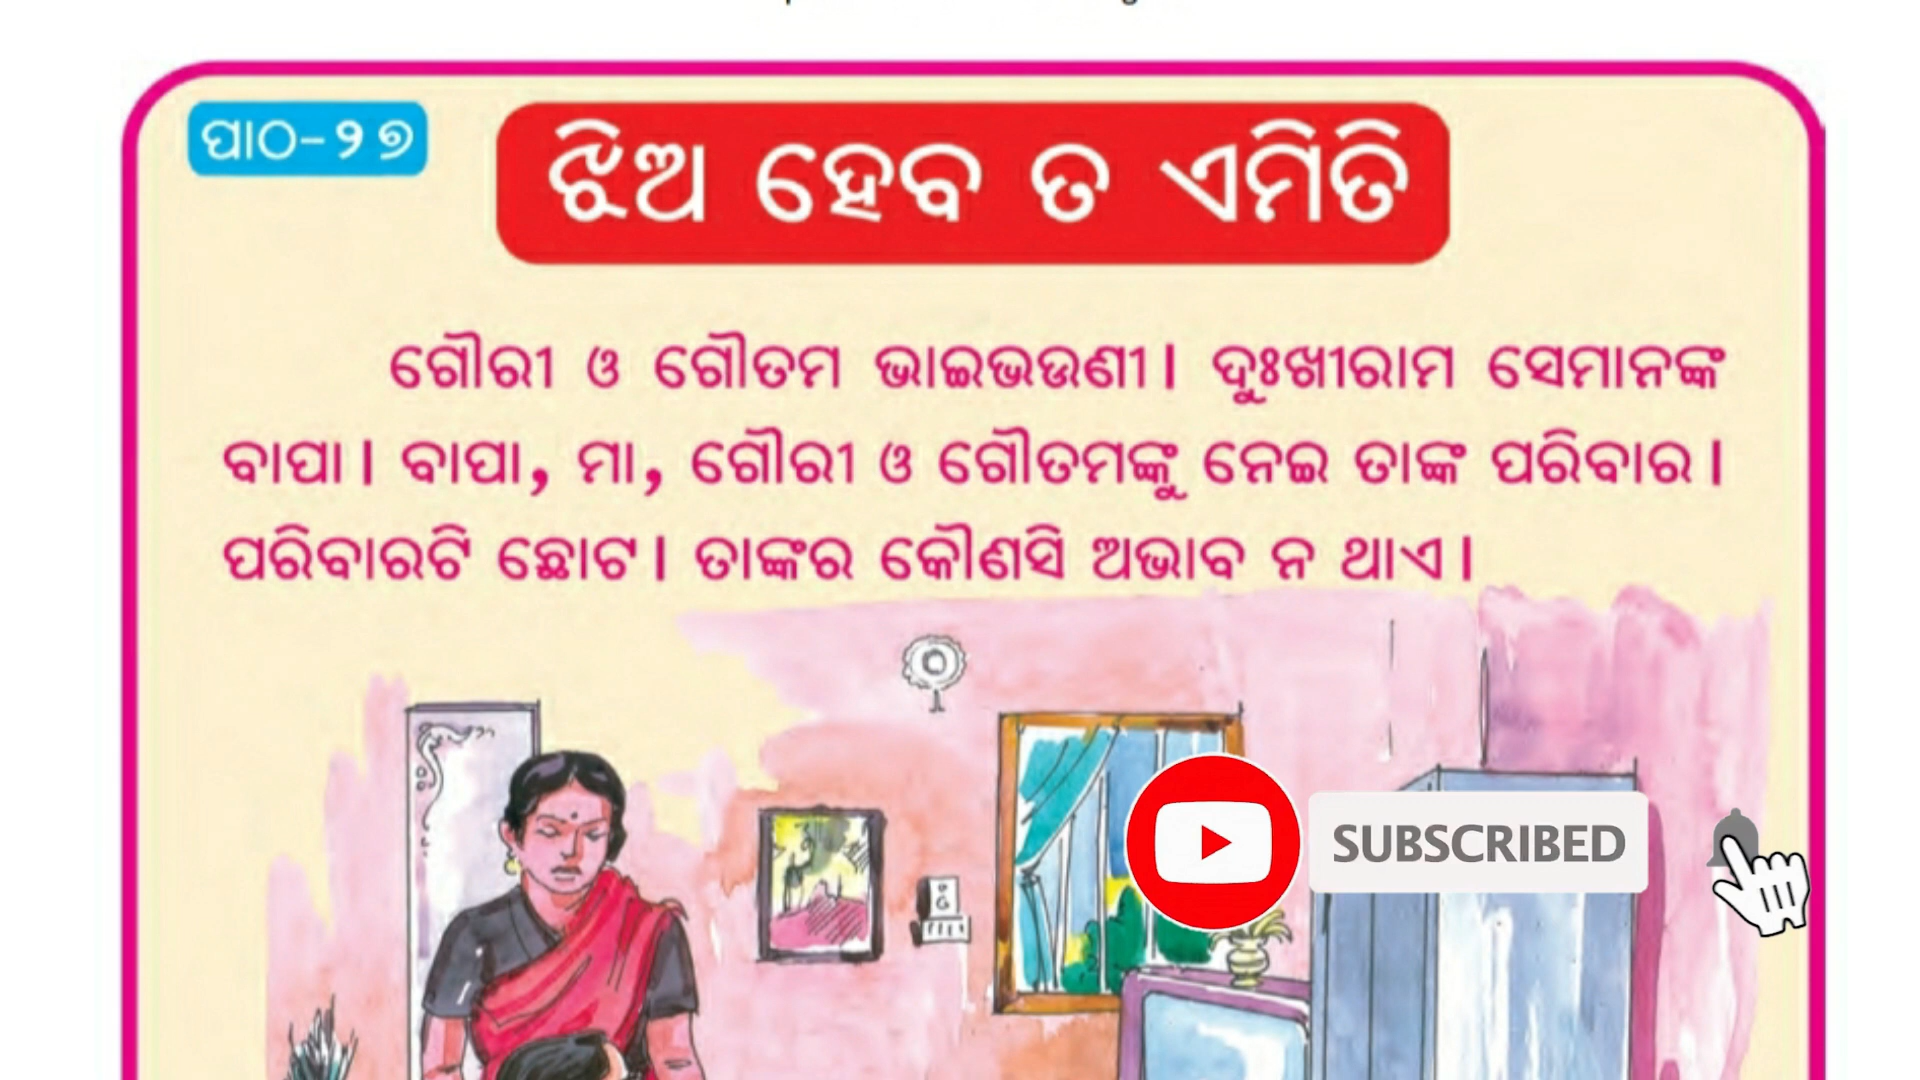 ପାଠ-୨୭
ଝିଅ ହେବ ତ ଏମିତି
ଗୌରୀ ଓ ଗୌତମ ଭାଇଭଉଣୀ। ଦୁଃଖୀରାମ ସେମାନଙ୍କ
ବାପା। ବାପା, ମା, ଗୌରୀ ଓ ଗୌତମଙ୍କୁ ନେଇ ତାଙ୍କ ପରିବାର।
ପରିବାରଟି ଛୋଟ। ତାଙ୍କର କୌଣସି ଅଭାବ ନ ଥାଏ।
SUBSCRIBED